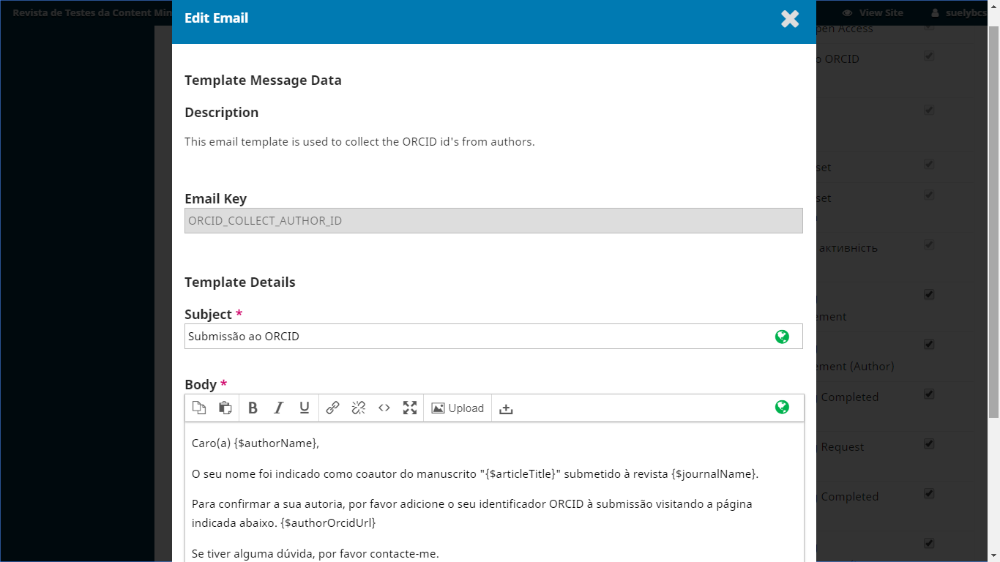 Revista de Testes da Content Min
Edit Email
View Site
suelybcs
pen Access
o ORCID
set
set
активність
ement
ement (Author)
Completed
Request
Completed
Template Message Data
Description
This email template is used to collect the ORCID id's from authors.
Email Key
ORCID_COLLECT_AUTHOR_ID
Template Details
Subject *
Submissão ao ORCID
Body *
B I U Upload
Caro(a) {$authorName},
O seu nome foi indicado como coautor do manuscrito "{$articleTitle}" submetido à revista {$journalName}.
Para confirmar a sua autoria, por favor adicione o seu identificador ORCID à submissão visitando a página
indicada abaixo. {$authorOrcidUrl}
Se tiver alguma dúvida, por favor contacte-me.